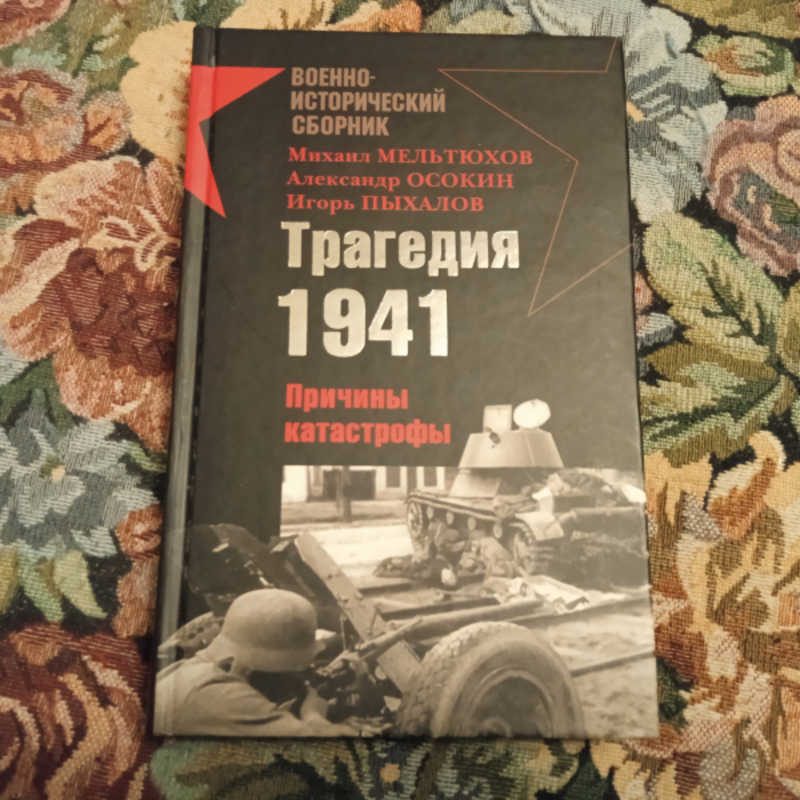 ВОЕННО-
ИСТОРИЧЕСКИЙ
СБОРНИК
Михаил МЕЛЬТЮХОВ
Александр ОСОКИН
Игорь ПЫХАЛОВ
Трагедия
1941
Причины
катастрофы